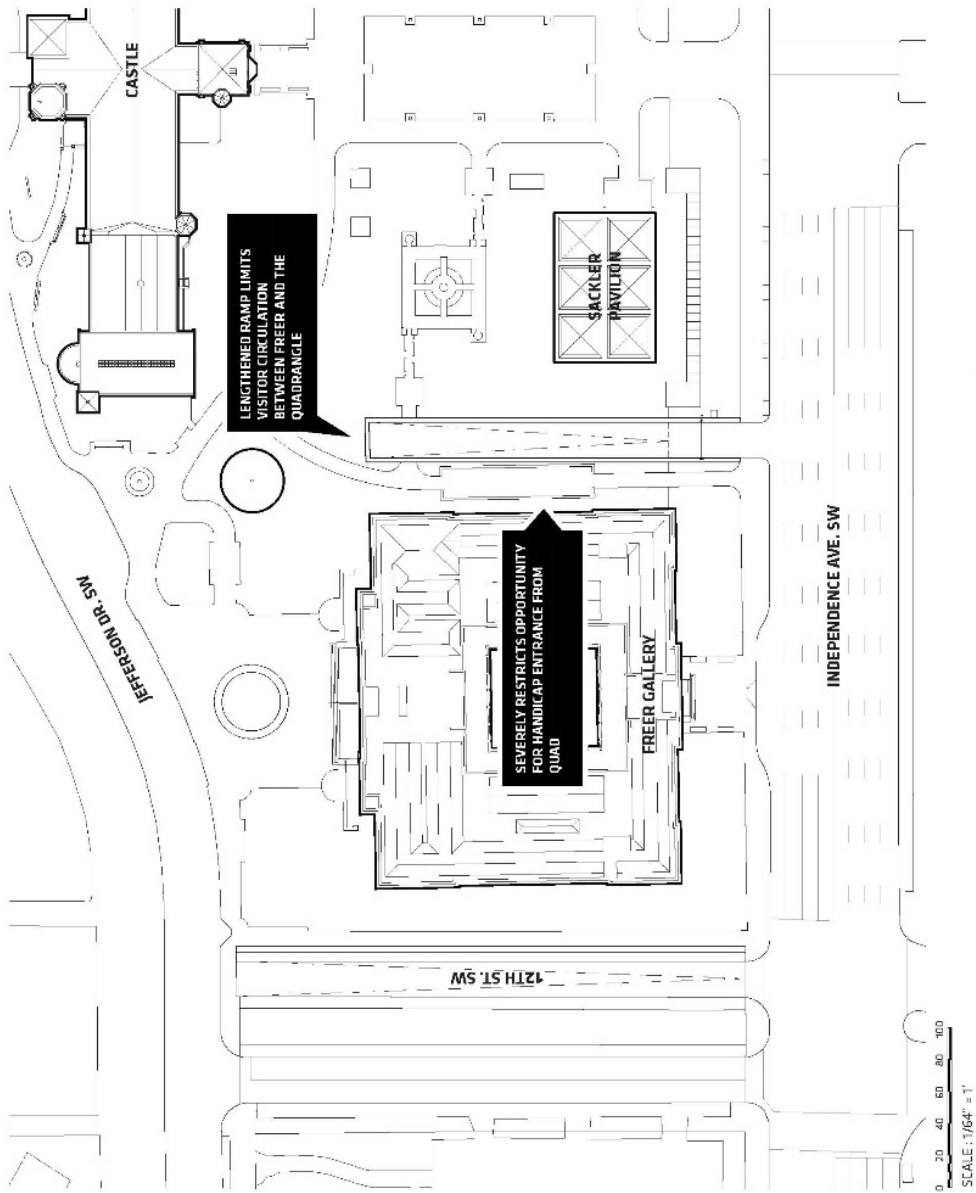 CASTLE
LENGTHENED RAMP LIMITS
VISITOR CIRCULATION
BETWEEN FREER AND THE
QUADRANGLE
SACKLER
PAVILION
JEFFERSON DR. SW
SEVERELY RESTRICTS OPPORTUNITY
FOR HANDICAP ENTRANCE FROM
QUAD
FREER GALLERY
INDEPENDENCE AVE. SW
12TH ST. SW
0 20 40 60 80 100
SCALE : 1/64" = 1'